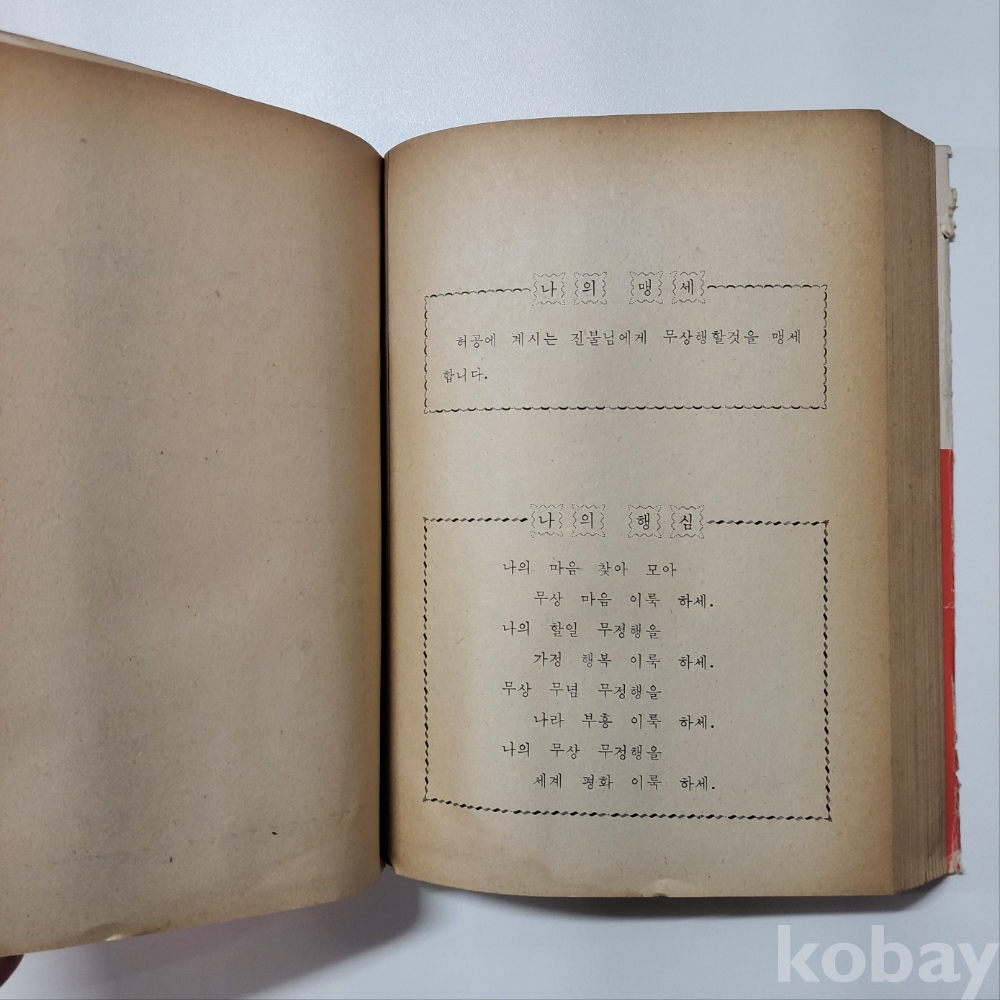 나의 맹세
허공에 계시는 진불님에게 무상행할것을 맹세
합니다.
나의 행심
나의 마음 찾아 모아
무상 마음 이룩 하세.
나의 할일 무정행을
가정 행복 이룩 하세.
무상 무념 무정행을
나라 부흥 이룩 하세.
나의 무상 무정행을
세계 평화 이룩 하세.
kobay